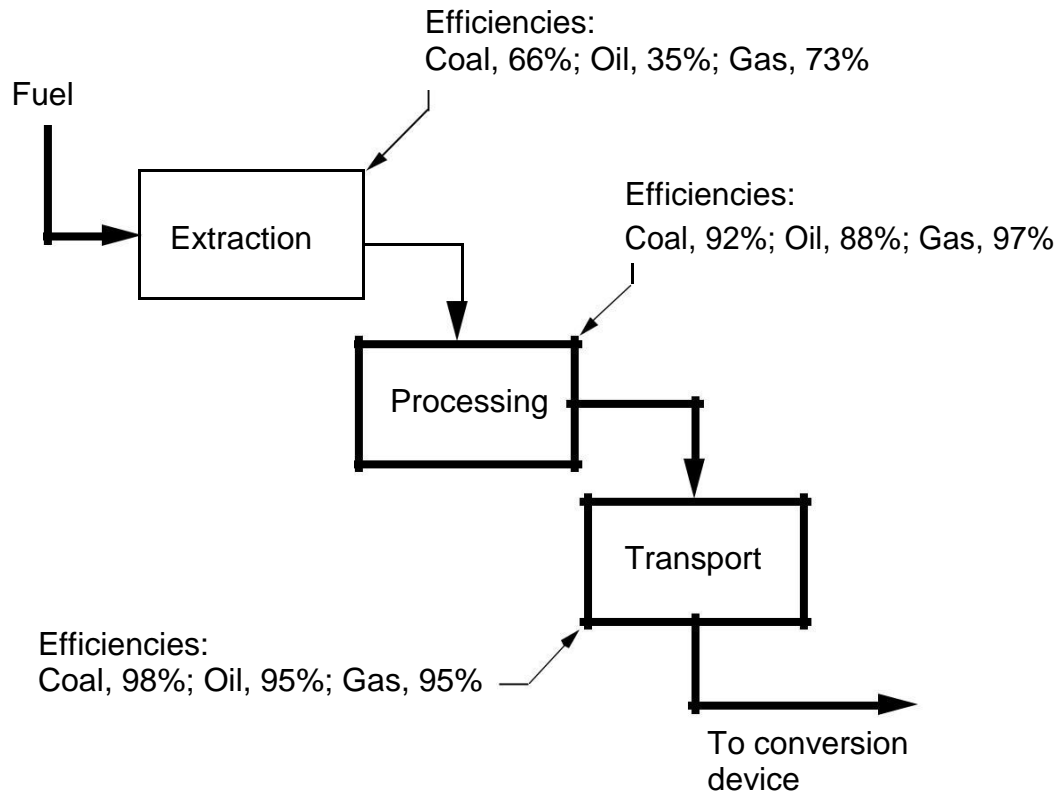 Efficiencies:
Coal, 66%; Oil, 35%; Gas, 73%
Fuel
Extraction
Efficiencies:
Coal, 92%; Oil, 88%; Gas, 97%
Processing
Transport
Efficiencies:
Coal, 98%; Oil, 95%; Gas, 95%
To conversion
device